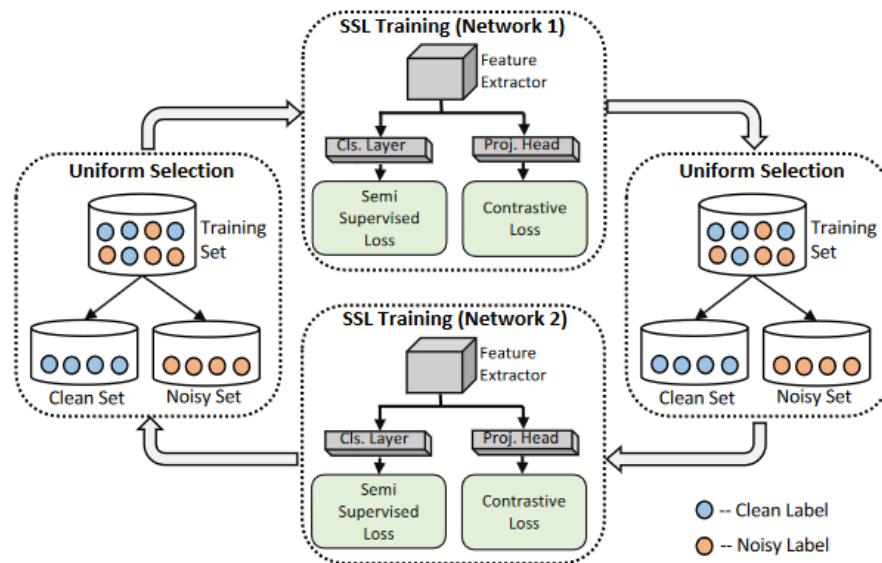 SSL Training (Network 1)
Feature
Extractor
Cls. Layer
Proj. Head
Semi
Supervised
Loss
Contrastive
Loss
Uniform Selection
Training
Set
Clean Set
Noisy Set
Uniform Selection
Training
Set
Clean Set
Noisy Set
SSL Training (Network 2)
Feature
Extractor
Cls. Layer
Proj. Head
Semi
Supervised
Loss
Contrastive
Loss
-- Clean Label
-- Noisy Label